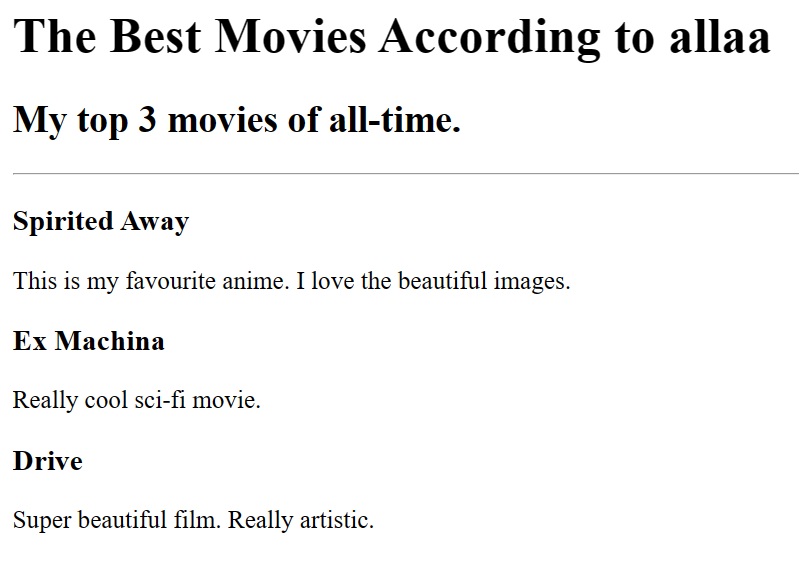 The Best Movies According to allaa
My top 3 movies of all-time.
Spirited Away
This is my favourite anime. I love the beautiful images.
Ex Machina
Really cool sci-fi movie.
Drive
Super beautiful film. Really artistic.